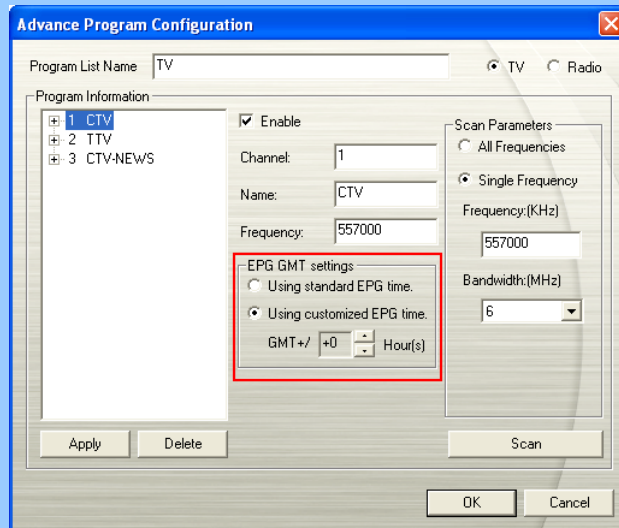 Advance Program Configuration
Program List Name TV TV Radio
Program Information
1 CTV
2 TTV
3 CTV-NEWS
Enable
Channel: 1
Name: CTV
Frequency: 557000
EPG GMT settings
Using standard EPG time.
Using customized EPG time.
GMT+/ +0 Hour(s)
Scan Parameters
All Frequencies
Single Frequency
Frequency:(KHz)
557000
Bandwidth:(MHz)
6
Apply Delete Scan
OK Cancel